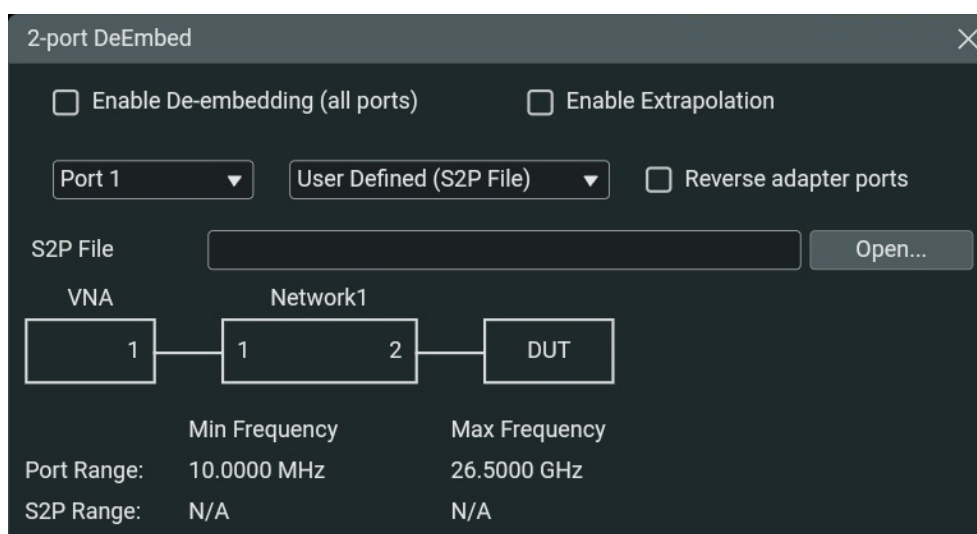 2-port DeEmbed
Enable De-embedding (all ports) Enable Extrapolation
Port 1 User Defined (S2P File) Reverse adapter ports
S2P File Open...
VNA Network1
1 1 2 DUT
Min Frequency Max Frequency
Port Range: 10.0000 MHz 26.5000 GHz
S2P Range: N/A N/A